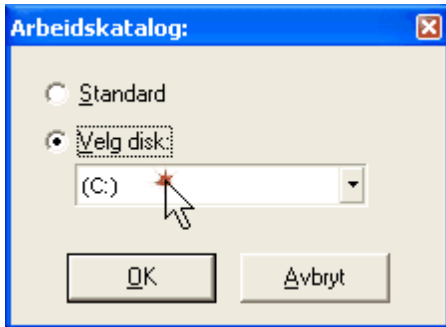 Arbeidskatalog:
Standard
Velg disk:
(C:)
OK
Avbryt